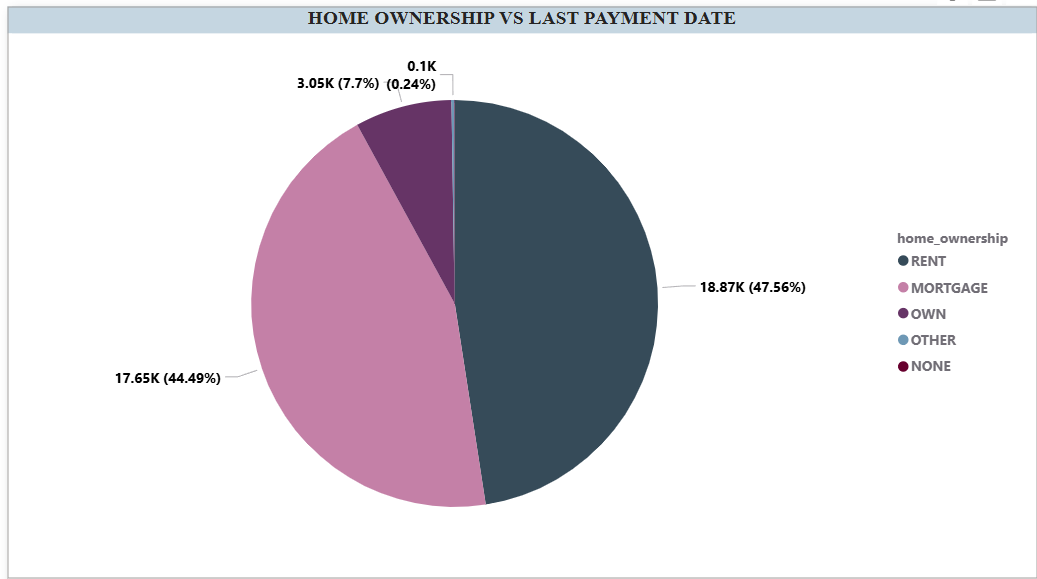 HOME OWNERSHIP VS LAST PAYMENT DATE
0.1K
(0.24%)
3.05K (7.7%)
18.87K (47.56%)
17.65K (44.49%)
home_ownership
RENT
MORTGAGE
OWN
OTHER
NONE